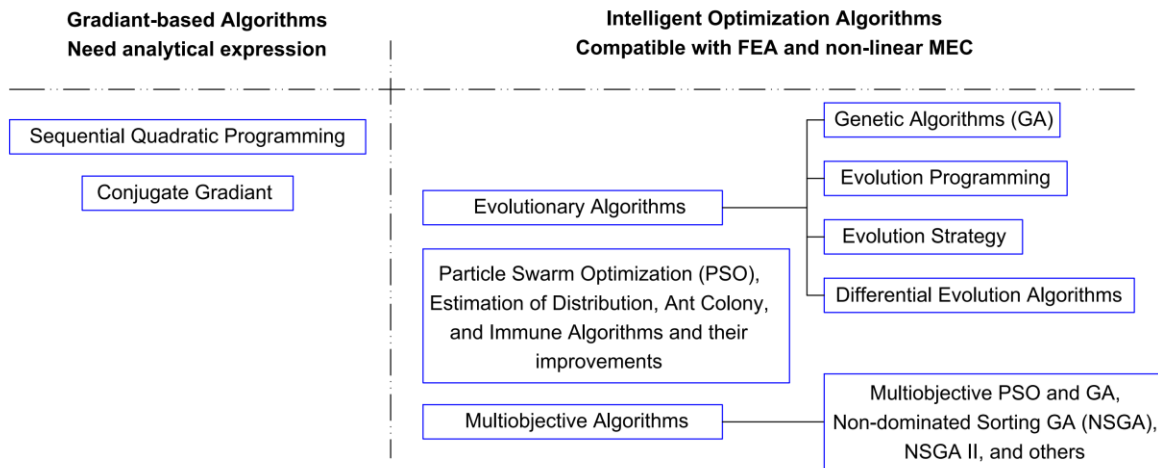 Gradiant-based Algorithms
Need analytical expression
Intelligent Optimization Algorithms
Compatible with FEA and non-linear MEC
Sequential Quadratic Programming
Conjugate Gradiant
Evolutionary Algorithms
Genetic Algorithms (GA)
Evolution Programming
Evolution Strategy
Differential Evolution Algorithms
Particle Swarm Optimization (PSO),
Estimation of Distribution, Ant Colony,
and Immune Algorithms and their
improvements
Multiobjective Algorithms
Multiobjective PSO and GA,
Non-dominated Sorting GA (NSGA),
NSGA II, and others